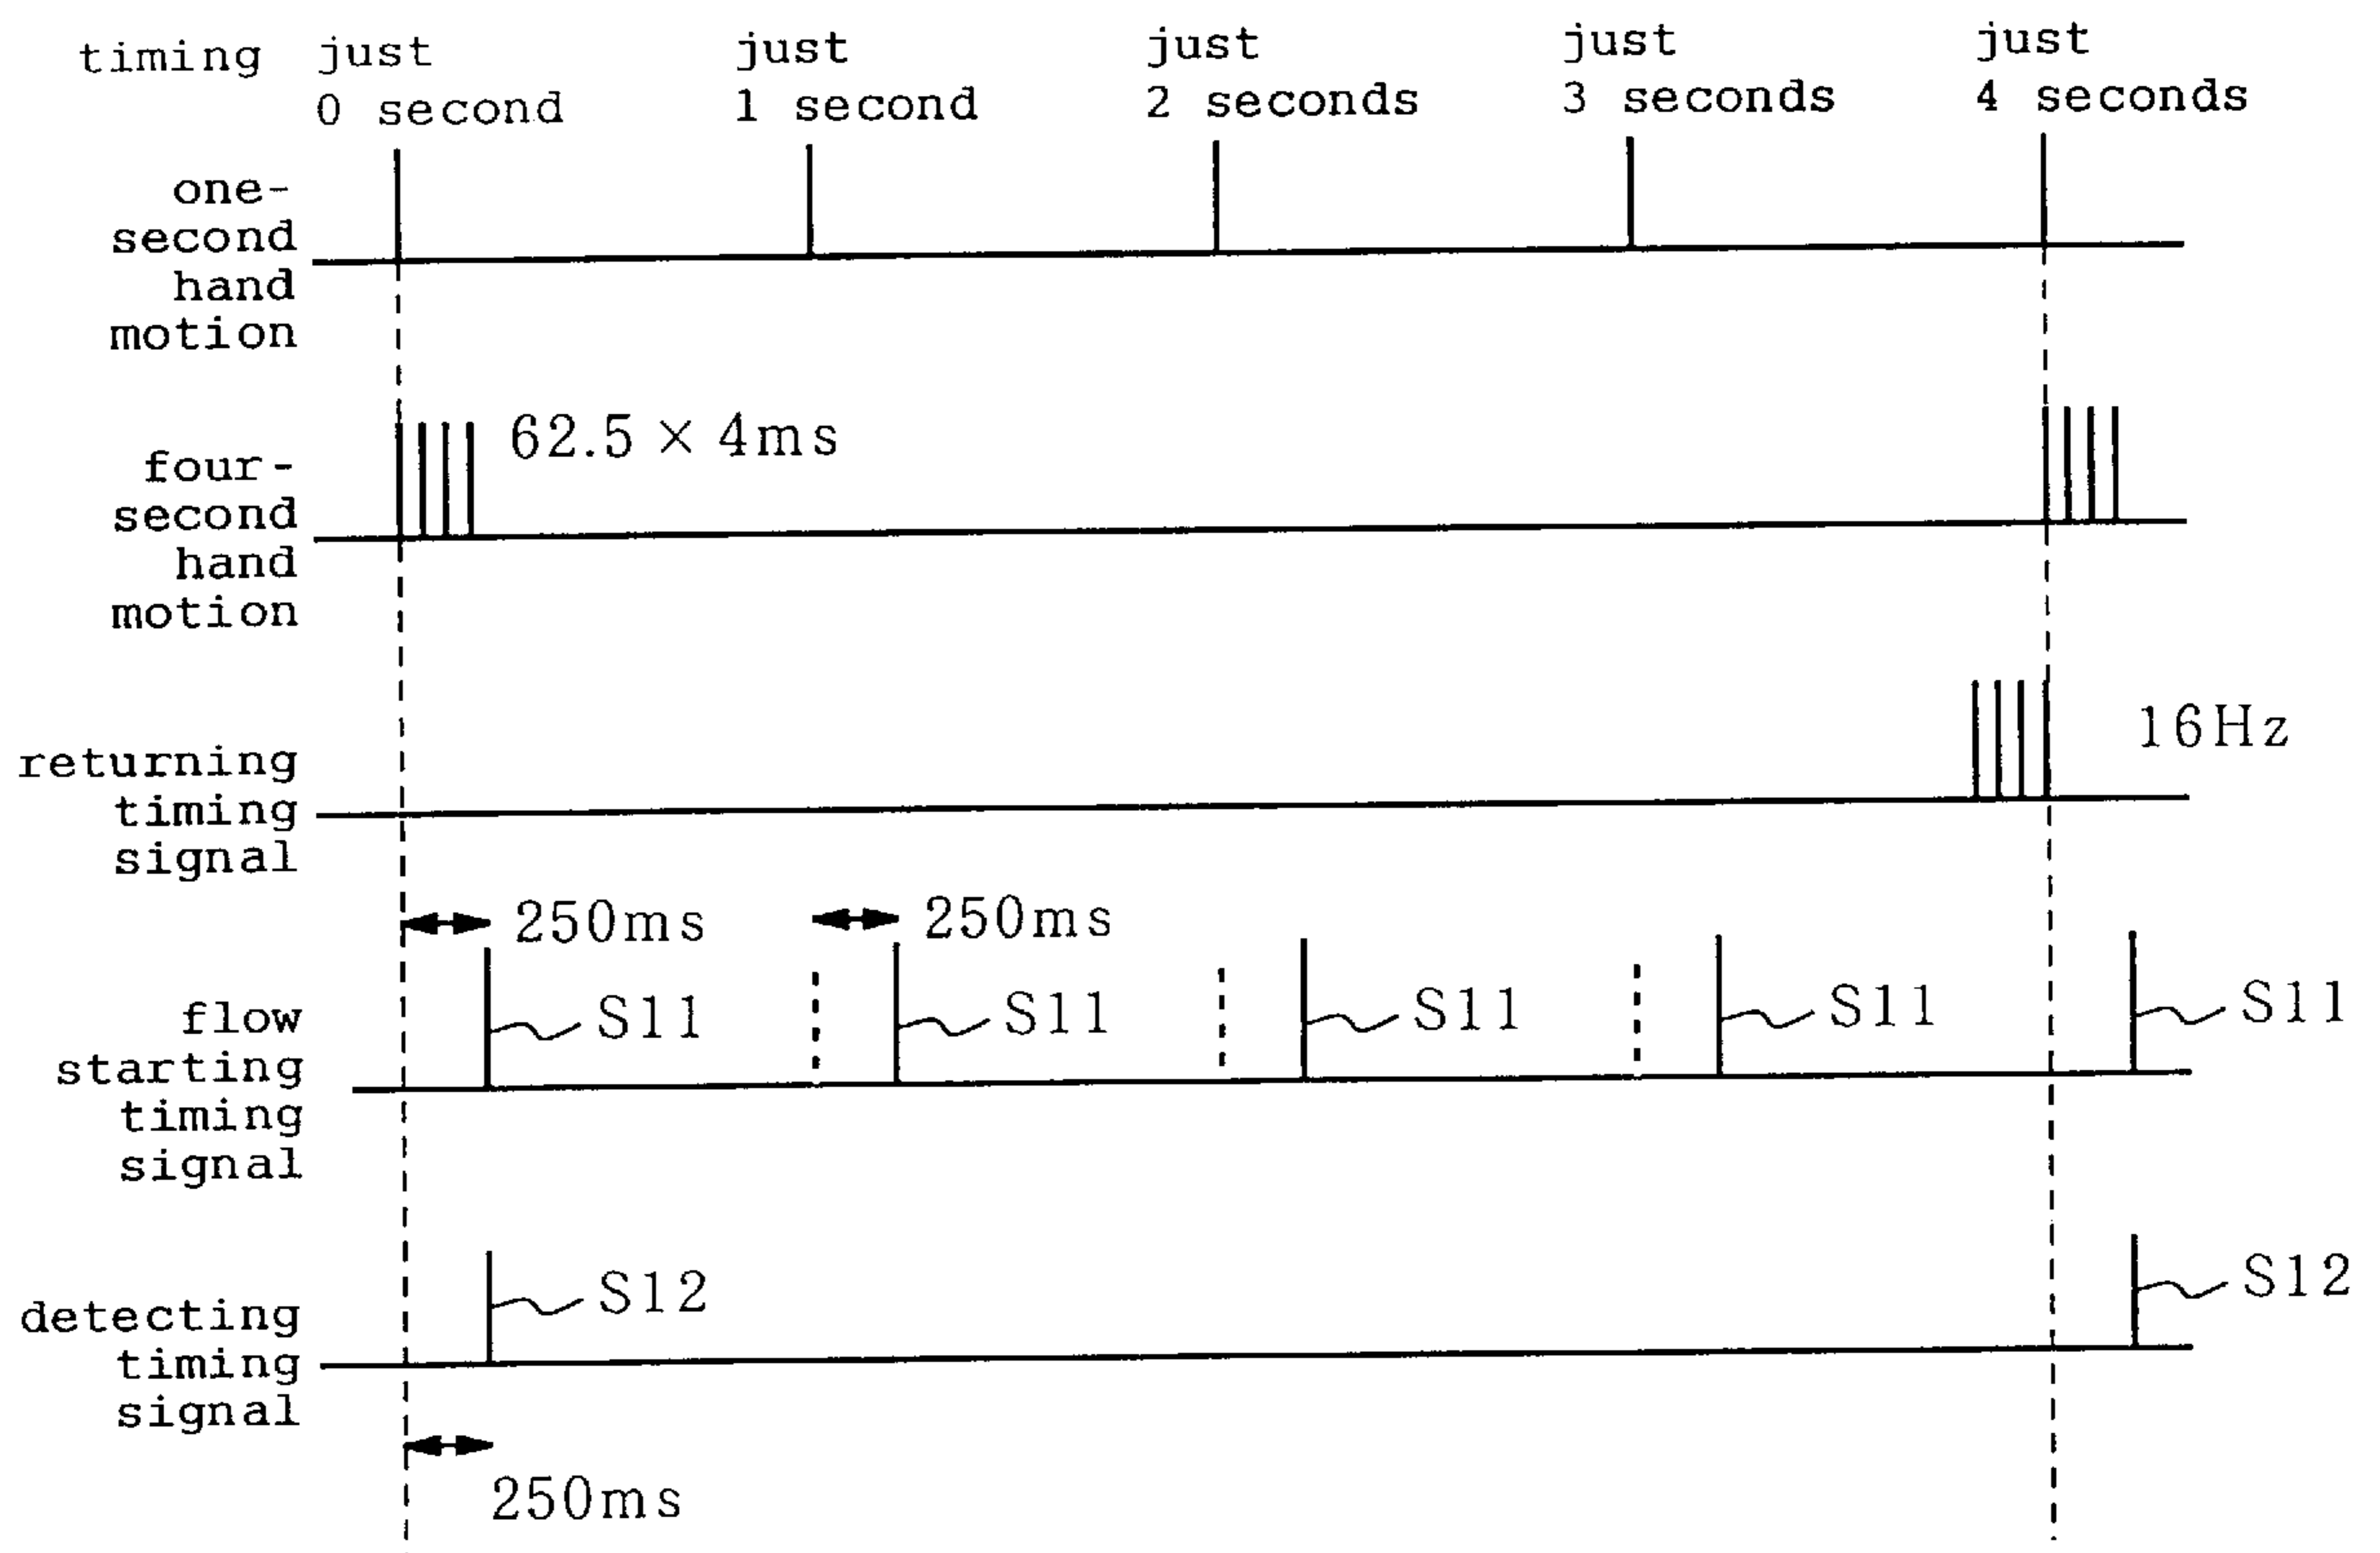 timing
just
0 second
just
1 second
just
2 seconds
just
3 seconds
just
4 seconds
one-
second
hand
motion
four-
second
hand
motion
62.5 × 4ms
returning
timing
signal
16Hz
flow
starting
timing
signal
250ms
250ms
S11
S11
S11
S11
S11
detecting
timing
signal
S12
S12
250ms